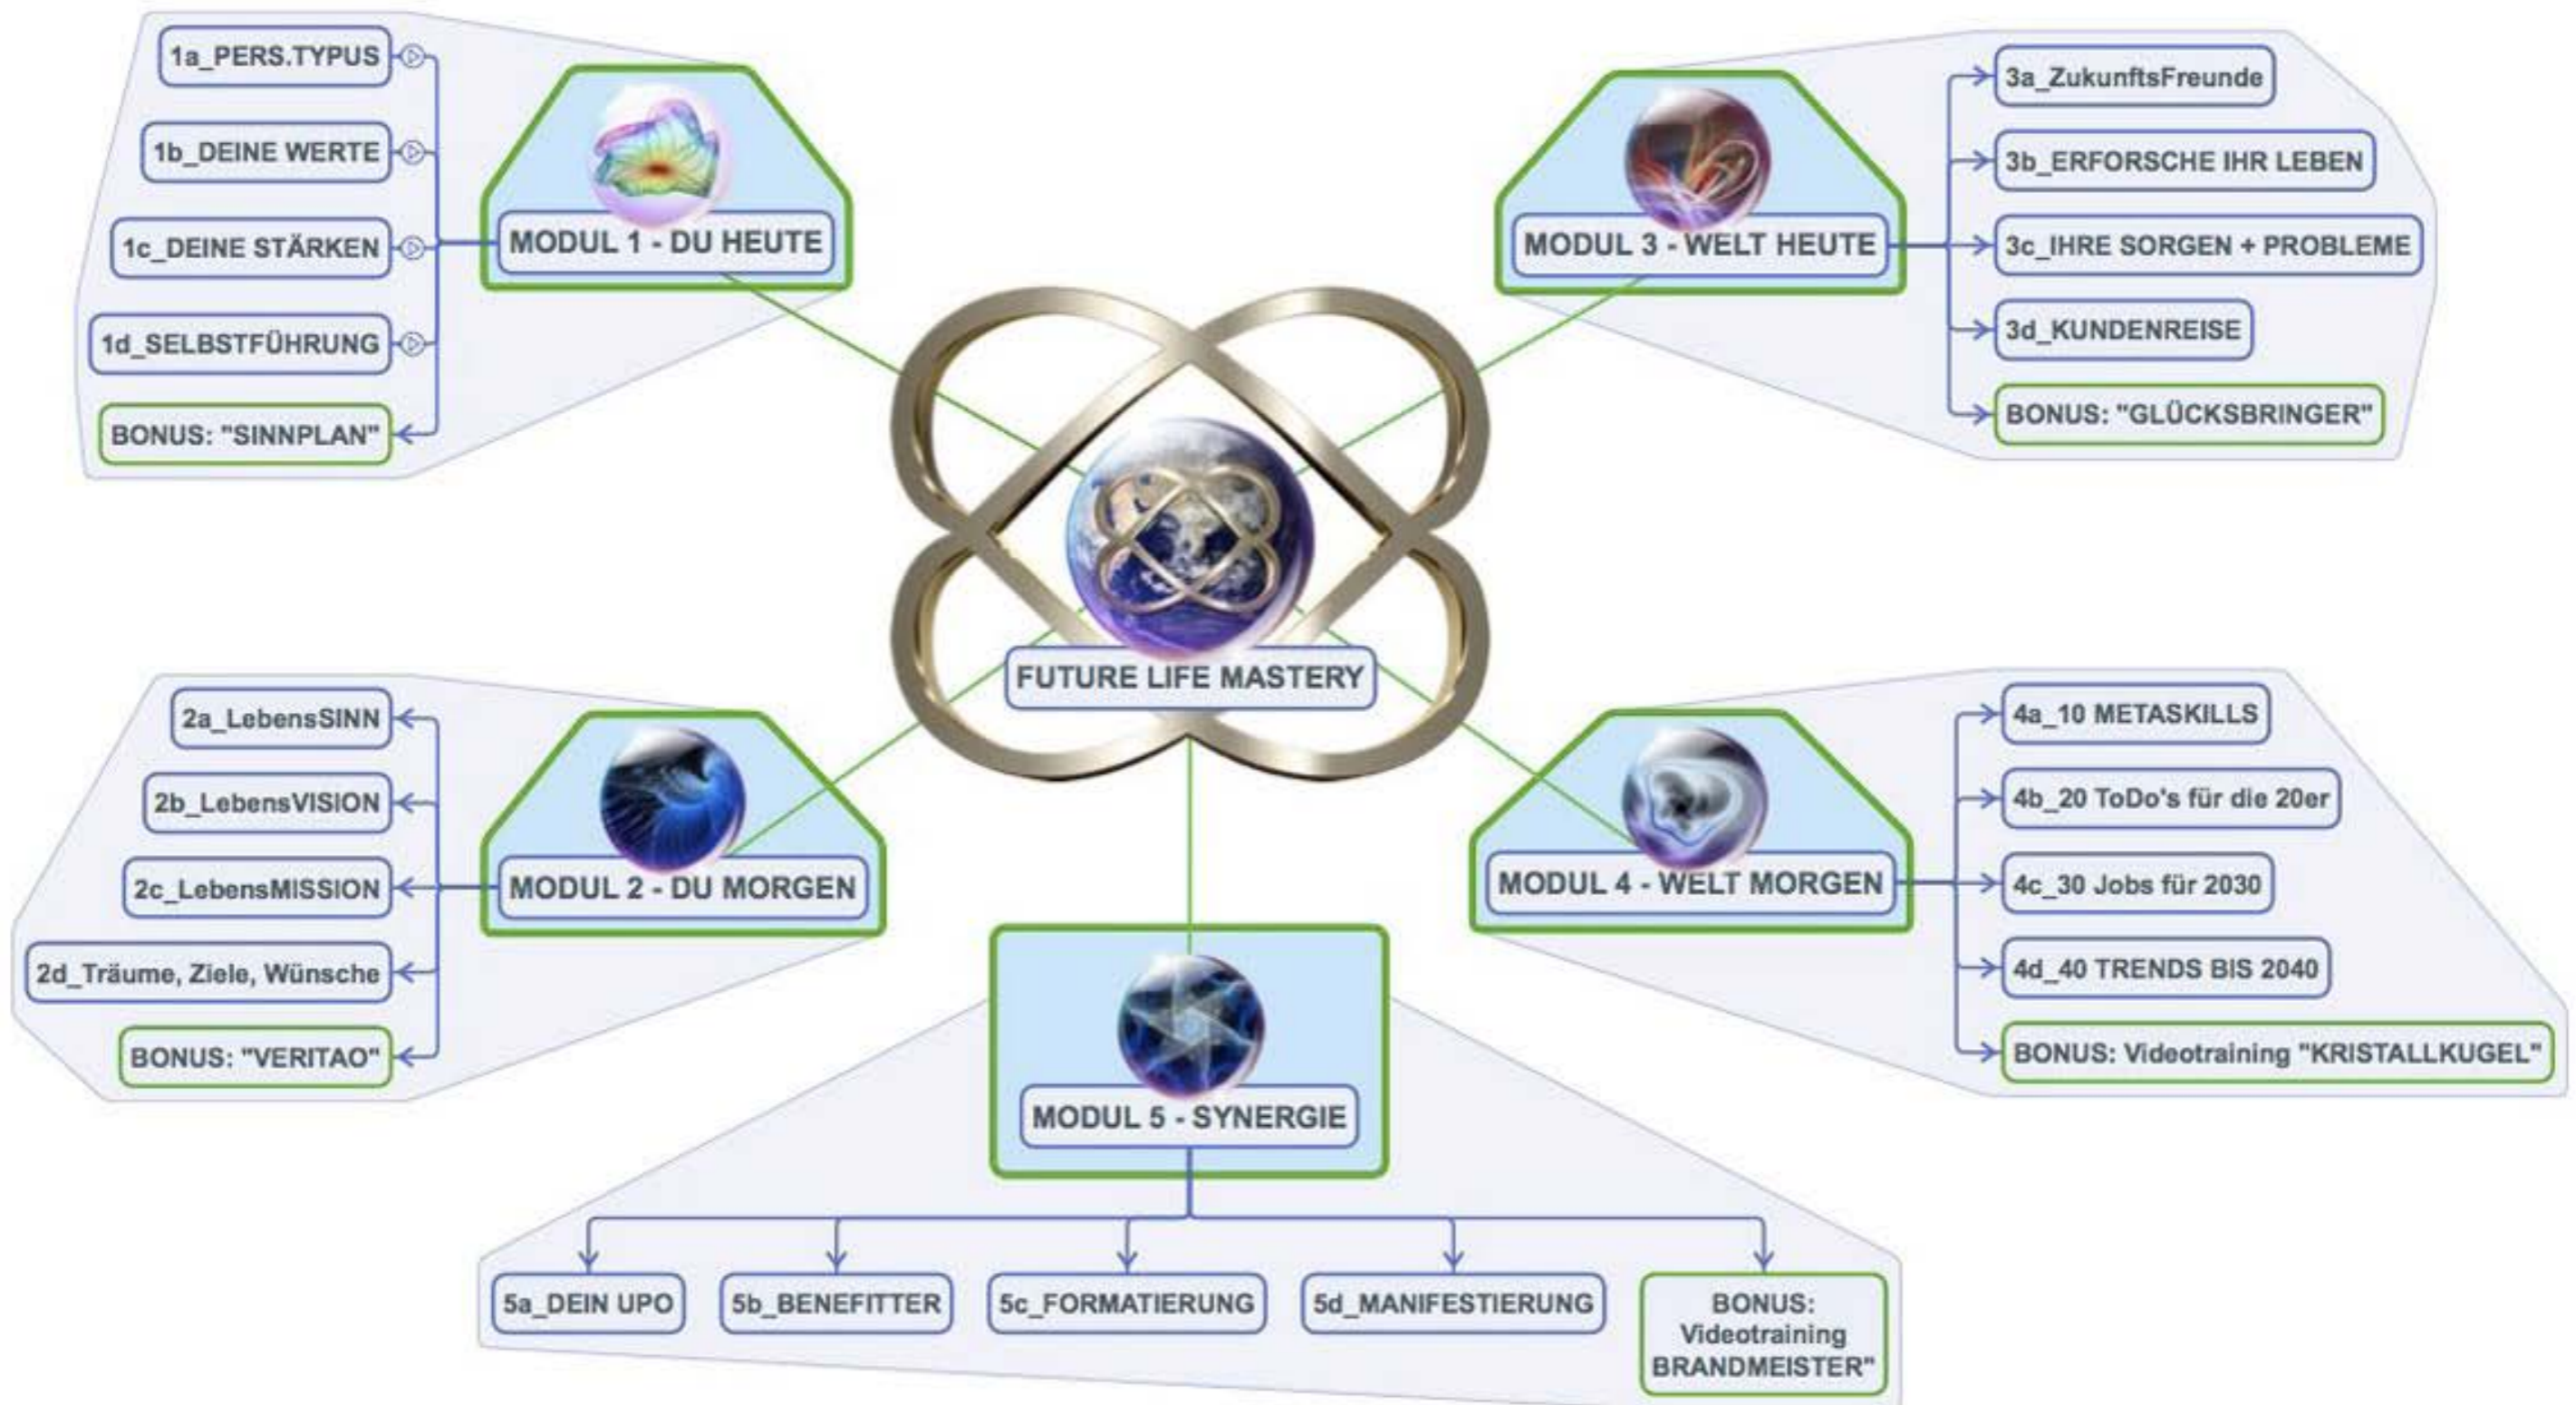 1a_PERS.TYPUS
1b_DEINE WERTE
1c_DEINE STÄRKEN
1d_SELBSTFÜHRUNG
BONUS: "SINNPLAN"
MODUL 1 - DU HEUTE
MODUL 3 - WELT HEUTE
3a_ZukunftsFreunde
3b_ERFORSCHE IHR LEBEN
3c_IHRE SORGEN + PROBLEME
3d_KUNDENREISE
BONUS: "GLÜCKSBRINGER"
FUTURE LIFE MASTERY
2a_LebensSINN
2b_LebensVISION
2c_LebensMISSION
2d_Träume, Ziele, Wünsche
BONUS: "VERITAO"
MODUL 2 - DU MORGEN
MODUL 4 - WELT MORGEN
4a_10 METASKILLS
4b_20 ToDo's für die 20er
4c_30 Jobs für 2030
4d_40 TRENDS BIS 2040
BONUS: Videotraining "KRISTALLKUGEL"
MODUL 5 - SYNERGIE
5a_DEIN UPO
5b_BENEFITTER
5c_FORMATIERUNG
5d_MANIFESTIERUNG
BONUS:
Videotraining
BRANDMEISTER"